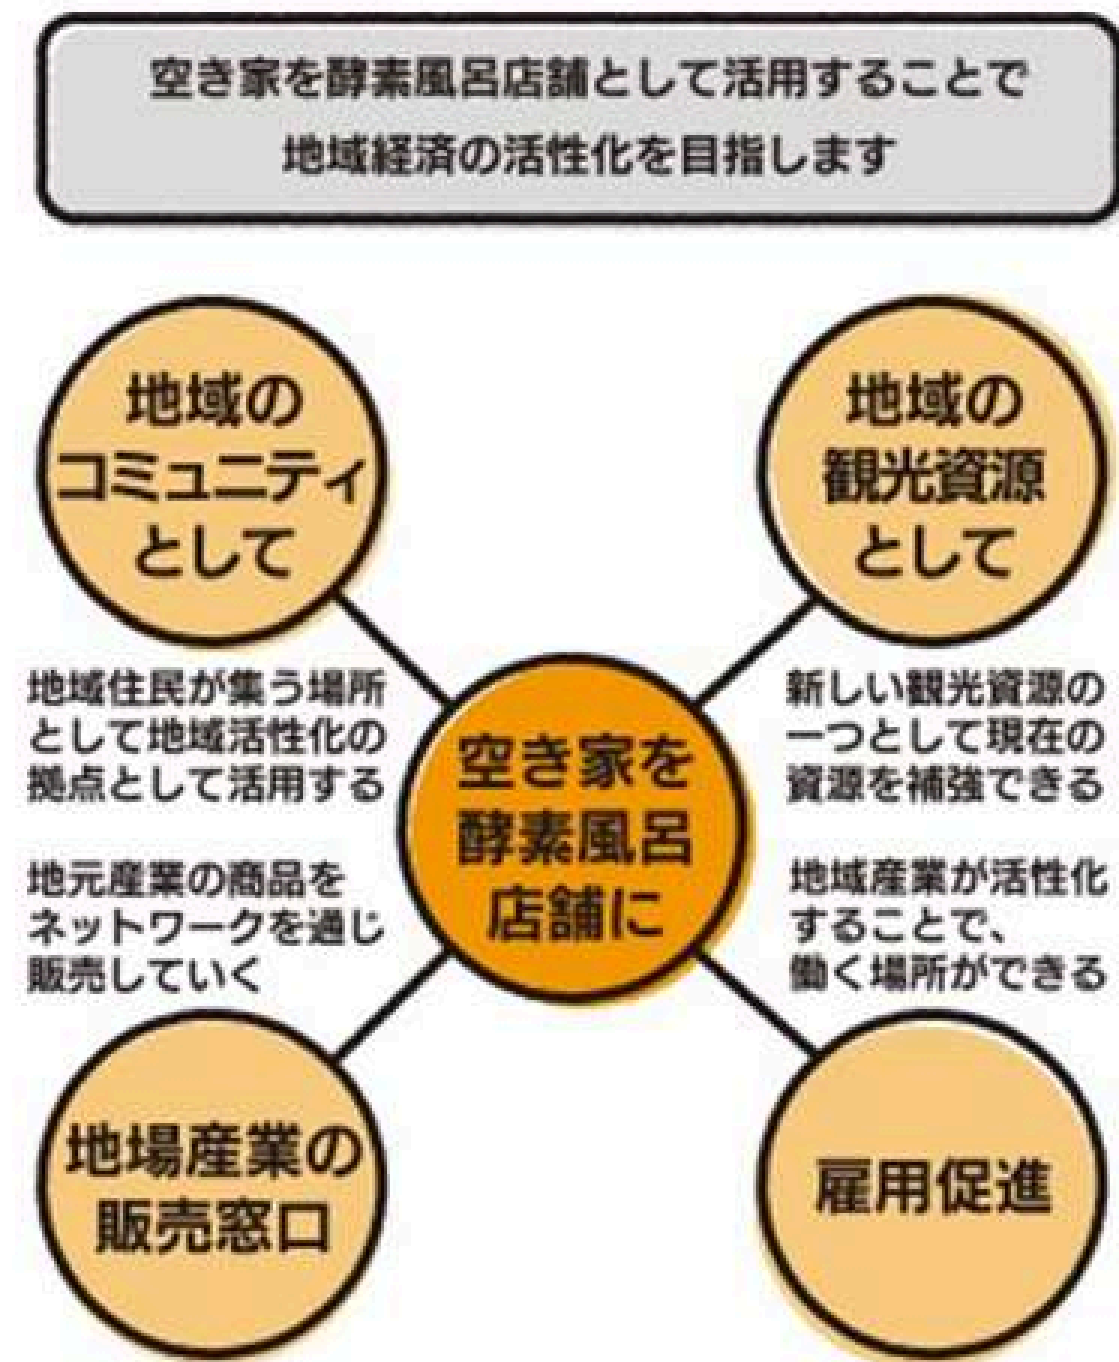 空き家を酵素風呂店舗として活用することで
地域経済の活性化を目指します
地域の
コミュニティ
として
地域の
観光資源
として
地域住民が集う場所
として地域活性化の
拠点として活用する
新しい観光資源の
一つとして現在の
資源を補強できる
空き家を
酵素風呂
店舗に
地元産業の商品を
ネットワークを通じ
販売していく
地域産業が活性化
することで、
働く場所ができる
地場産業の
販売窓口
雇用促進